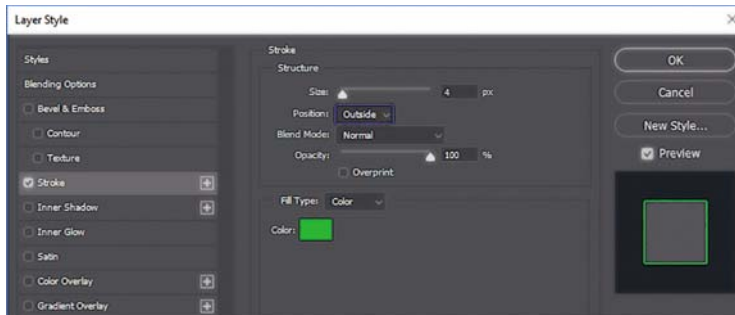 Layer Style
Styles
Blending Options
Bevel & Emboss
Contour
Texture
Stroke
Inner Shadow
Inner Glow
Satin
Color Overlay
Gradient Overlay
Stroke
Structure
Size: 4 px
Position: Outside
Blend Mode: Normal
Opacity: 100 %
Overprint
Fill Type: Color
Color:
OK
Cancel
New Style...
Preview